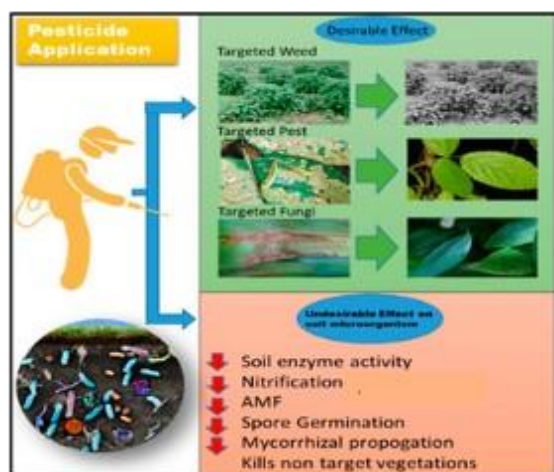 Pesticide
Application
Desirable Effect
Targeted Weed
Targeted Pest
Targeted Fungi
Undesirable Effect on
soil microorganism
Soil enzyme activity
Nitrification
AMF
Spore Germination
Mycorrhizal propogation
Kills non target vegetations